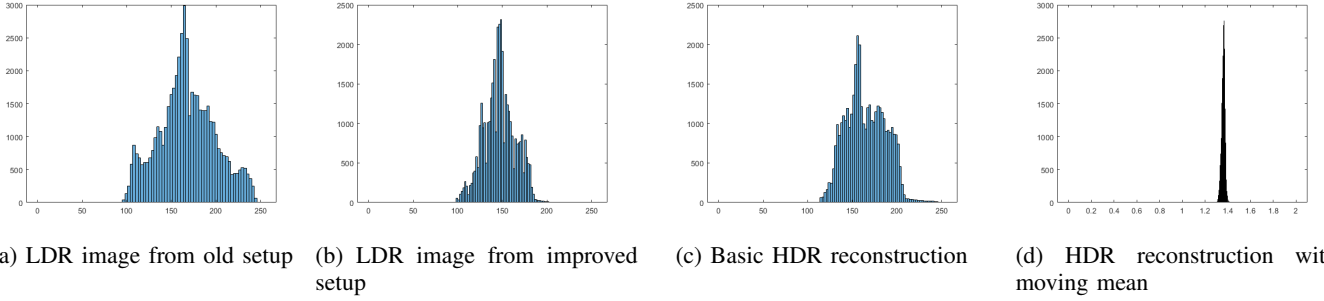 3000
2500
2000
1500
1000
500
0
0 50 100 150 200 250
2500
2000
1500
1000
500
0
0 50 100 150 200 250
2500
2000
1500
1000
500
0
0 50 100 150 200 250
3000
2500
2000
1500
1000
500
0
0 0.2 0.4 0.6 0.8 1 1.2 1.4 1.6 1.8 2
a) LDR image from old setup
(b) LDR image from improved
setup
(c) Basic HDR reconstruction
(d) HDR reconstruction wit
moving mean